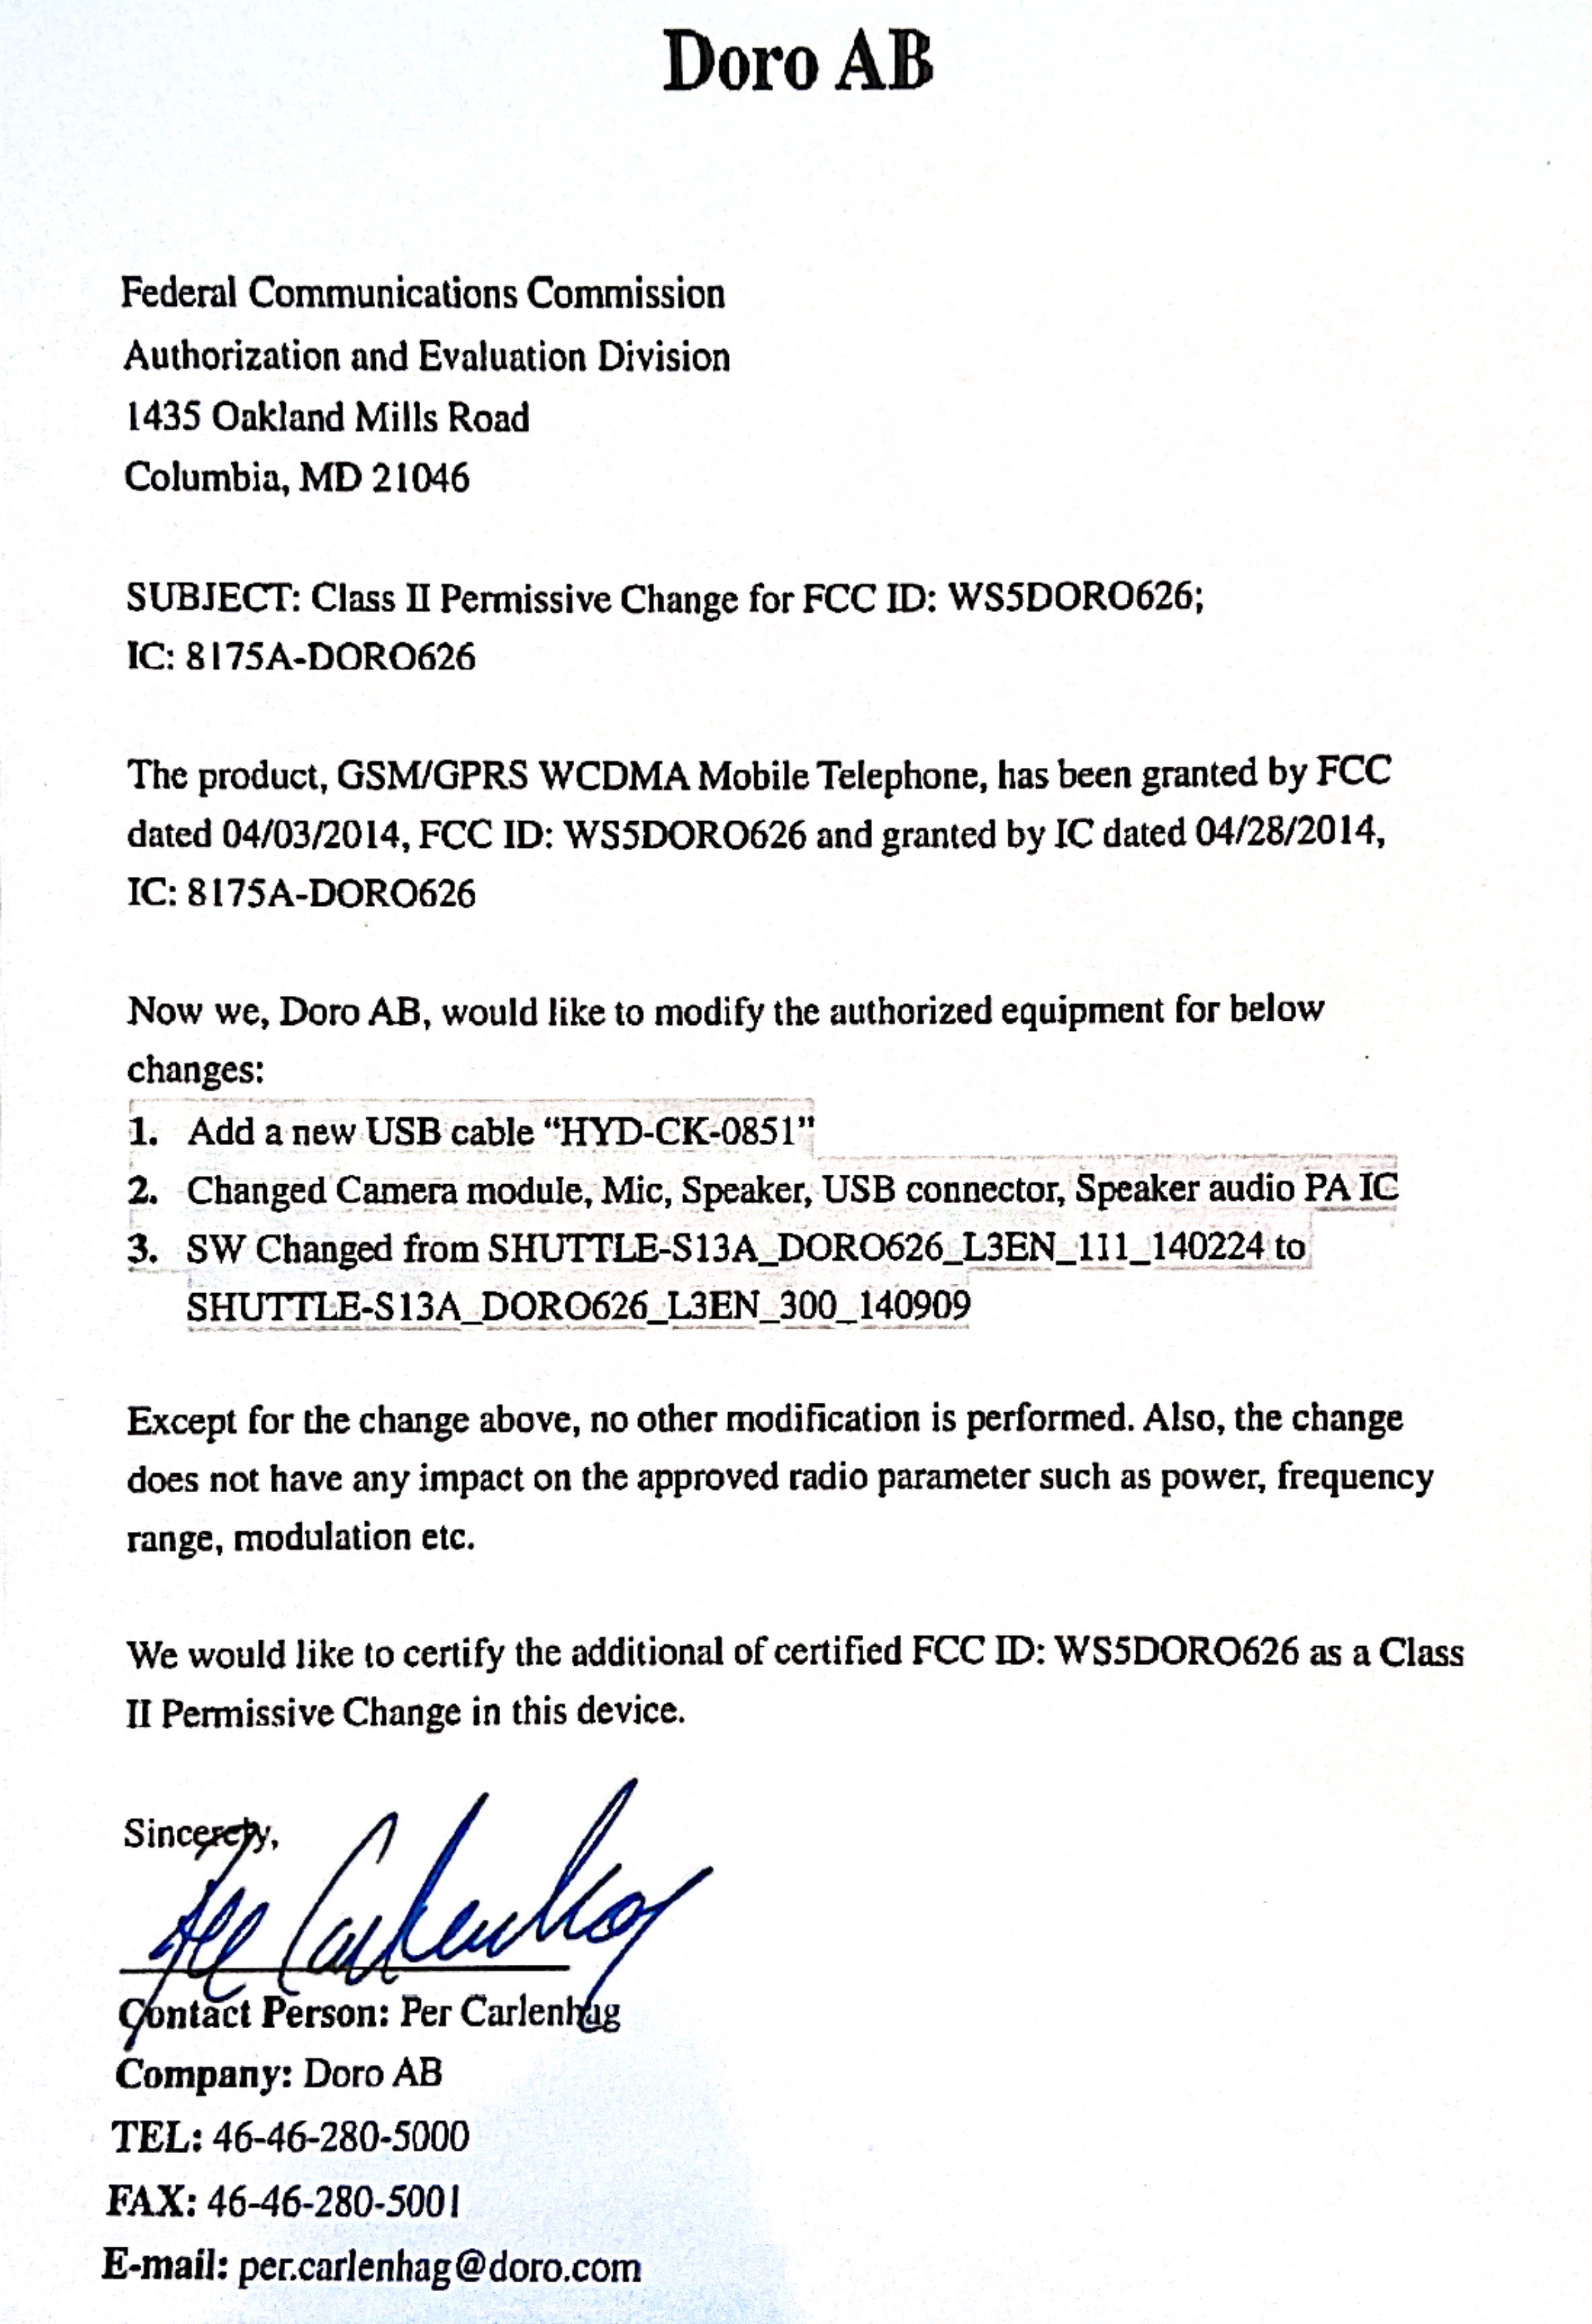 Doro AB
Federal Communications Commission
Authorization and Evaluation Division
1435 Oakland Mills Road
Columbia, MD 21046
SUBJECT: Class II Permissive Change for FCC ID: WS5DORO626;
IC: 8175A-DORO626
The product, GSM/GPRS WCDMA Mobile Telephone, has been granted by FCC
dated 04/03/2014, FCC ID: WS5DORO626 and granted by IC dated 04/28/2014,
IC: 8175A-DORO626
Now we, Doro AB, would like to modify the authorized equipment for below
changes:
1. Add a new USB cable “HYD-CK-0851”
2. Changed Camera module, Mic, Speaker, USB connector, Speaker audio PA IC
3. SW Changed from SHUTTLE-S13A_DORO626_L3EN_111_140224 to
SHUTTLE-S13A_DORO626_L3EN_300_140909
Except for the change above, no other modification is performed. Also, the change
does not have any impact on the approved radio parameter such as power, frequency
range, modulation etc.
We would like to certify the additional of certified FCC ID: WS5DORO626 as a Class
II Permissive Change in this device.
Sincerely,
Per Carlenhag
Contact Person: Per Carlenhag
Company: Doro AB
TEL: 46-46-280-5000
FAX: 46-46-280-5001
E-mail: per.carlenhag@doro.com